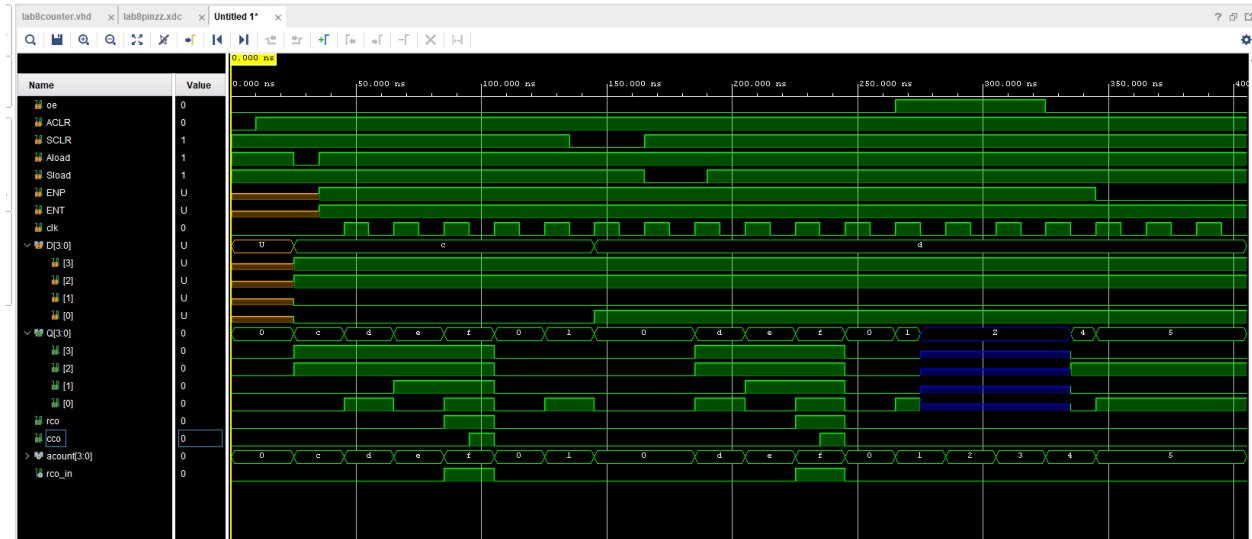 lab8counter.vhd × lab8pinzz.xdc × Untitled 1* ×
0.000 ns
Name Value 0.000 ns 50.000 ns 100.000 ns 150.000 ns 200.000 ns 250.000 ns 300.000 ns 350.000 ns 400
oe 0
ACLR 0
SCLR 1
Aload 1
Sload 1
ENP U
ENT U
clk 0
D[3:0] U U c d
[3] U
[2] U
[1] U
[0] U
Q[3:0] 0 0 c d e f 0 1 0 d e f 0 1 Z 4 5
[3] 0
[2] 0
[1] 0
[0] 0
rco 0
cco 0
acount[3:0] 0 0 c d e f 0 1 0 d e f 0 1 2 3 4 5
rco_in 0